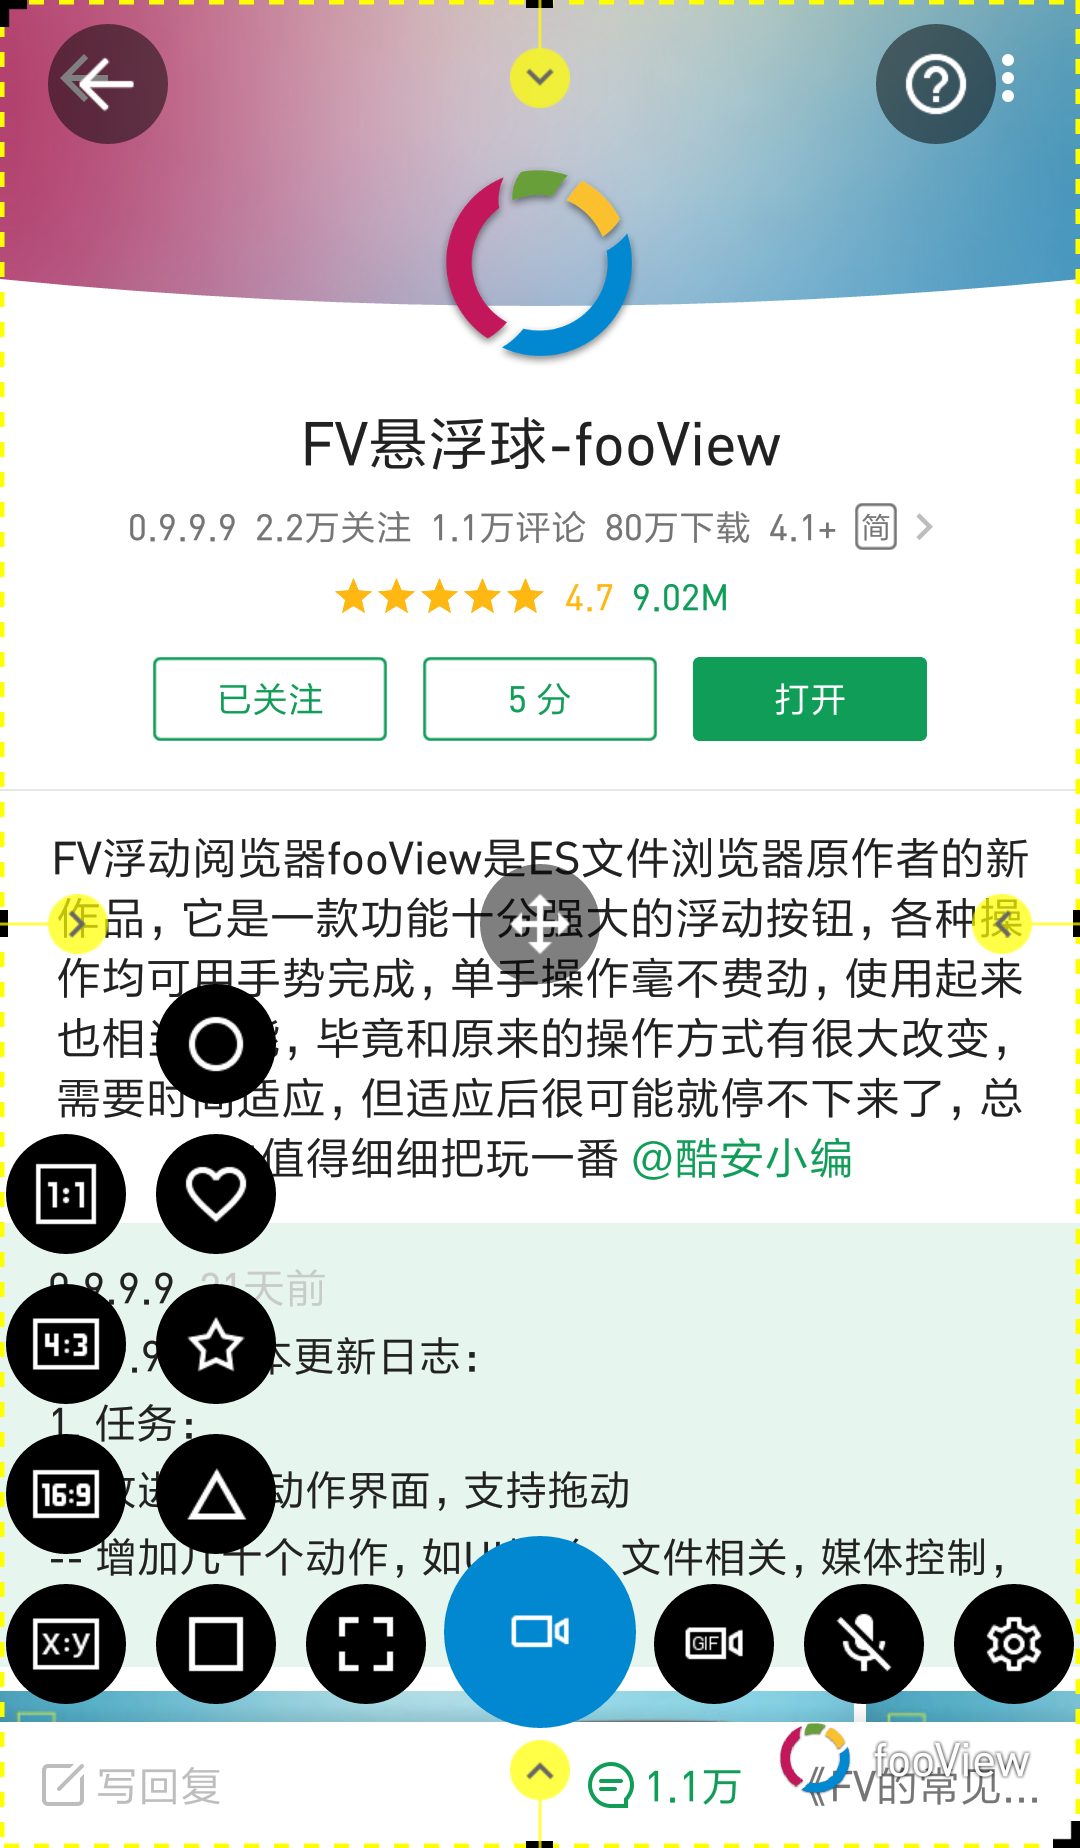 FV悬浮球-fooView
0.9.9.9 2.2万关注 1.1万评论 80万下载 4.1+ 简
4.7 9.02M
已关注 5 分 打开
FV浮动阅览器fooView是ES文件浏览器原作者的新
作品，它是一款功能十分强大的浮动按钮，各种操
作均可用手势完成，单手操作毫不费劲，使用起来
也相，毕竟和原来的操作方式有很大改变，
需要时间适应，但适应后很可能就停不下来了，总
值得细细把玩一番 @酷安小编
1:1
9.9.9 21天前
4:3
本更新日志：
1. 任务：
16:9
动作界面，支持拖动
-- 增加几十个动作，如UI 文件相关，媒体控制，
x:y
GIF
fooView
写回复 1.1万 《FV的常见...